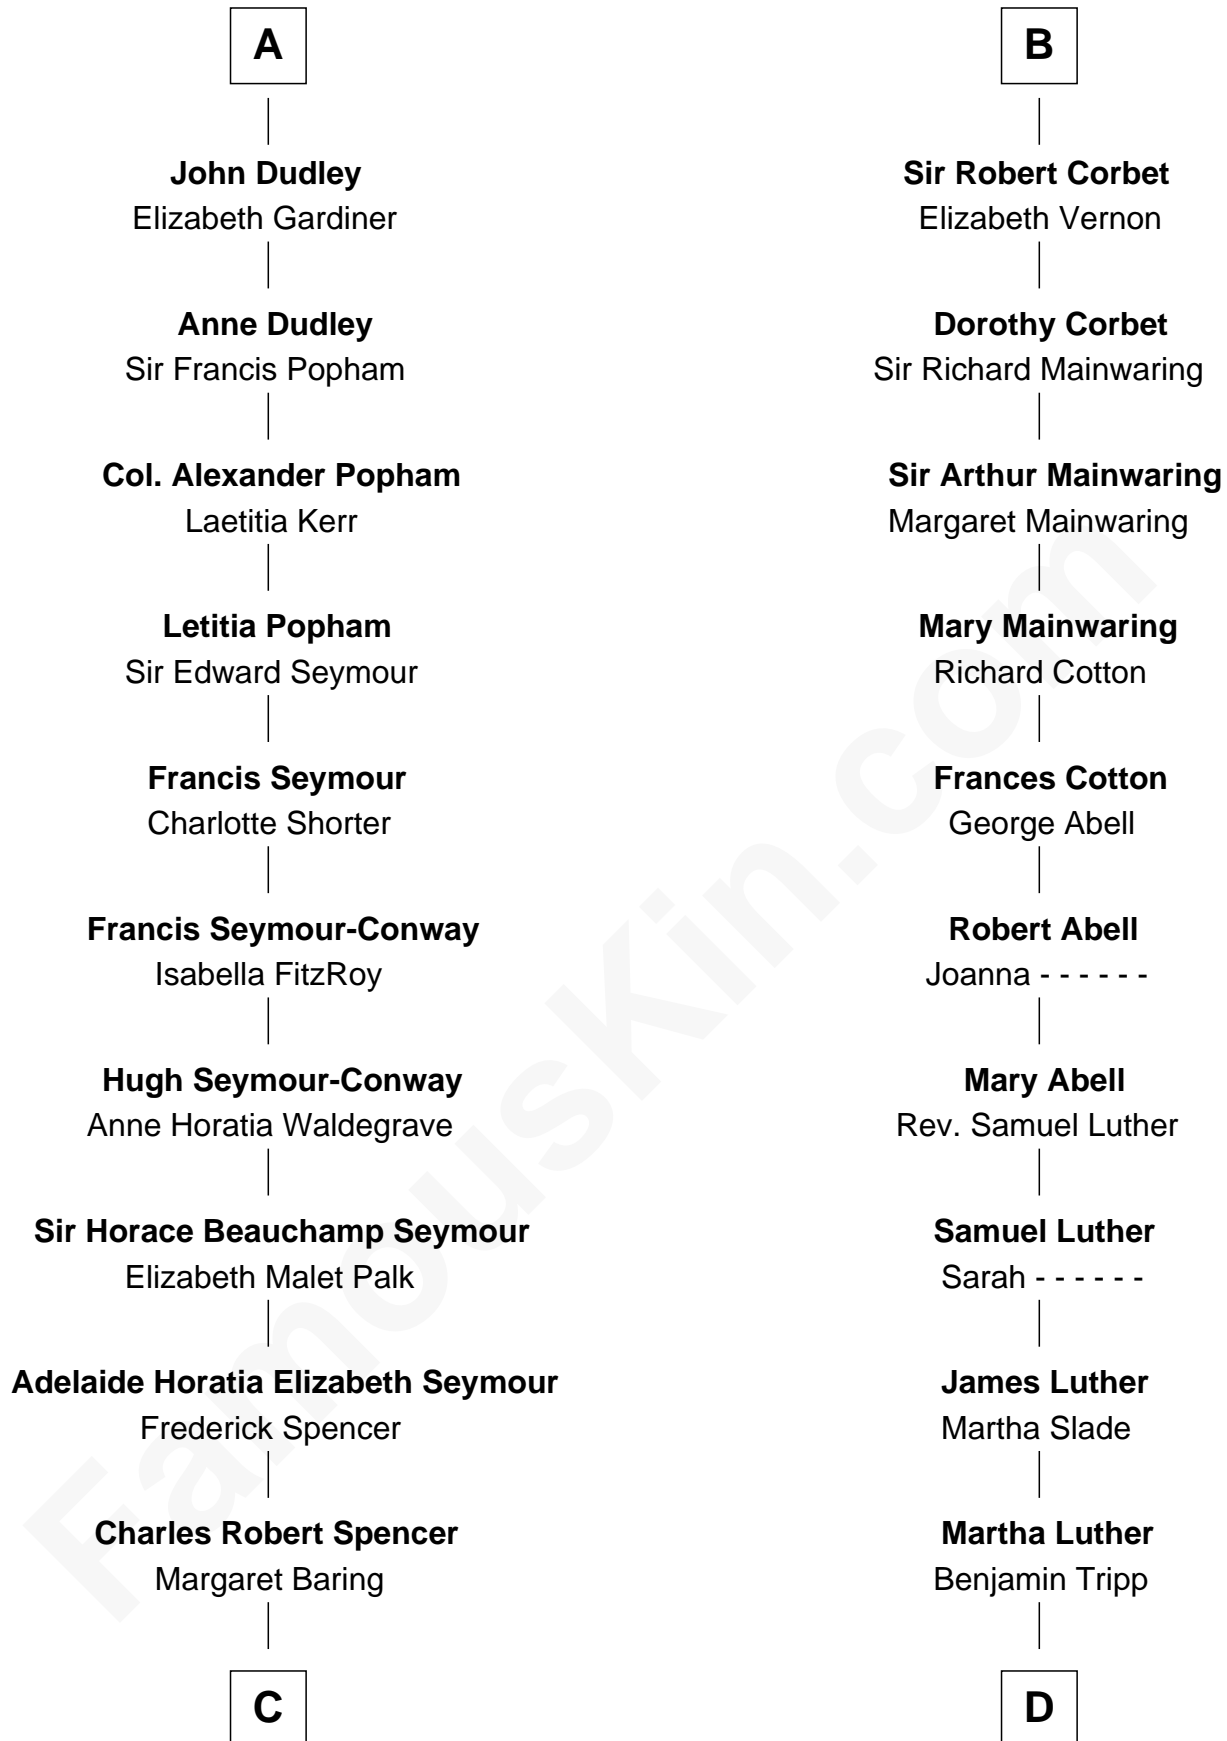 A
John Dudley
Elizabeth Gardiner
Anne Dudley
Sir Francis Popham
Col. Alexander Popham
Laetitia Kerr
Letitia Popham
Sir Edward Seymour
Francis Seymour
Charlotte Shorter
Francis Seymour-Conway
Isabella FitzRoy
Hugh Seymour-Conway
Anne Horatia Waldegrave
Sir Horace Beauchamp Seymour
Elizabeth Malet Palk
Adelaide Horatia Elizabeth Seymour
Frederick Spencer
Charles Robert Spencer
Margaret Baring
C
B
Sir Robert Corbet
Elizabeth Vernon
Dorothy Corbet
Sir Richard Mainwaring
Sir Arthur Mainwaring
Margaret Mainwaring
Mary Mainwaring
Richard Cotton
Frances Cotton
George Abell
Robert Abell
Joanna - - - - - -
Mary Abell
Rev. Samuel Luther
Samuel Luther
Sarah - - - - - -
James Luther
Martha Slade
Martha Luther
Benjamin Tripp
D
FamousKin.com